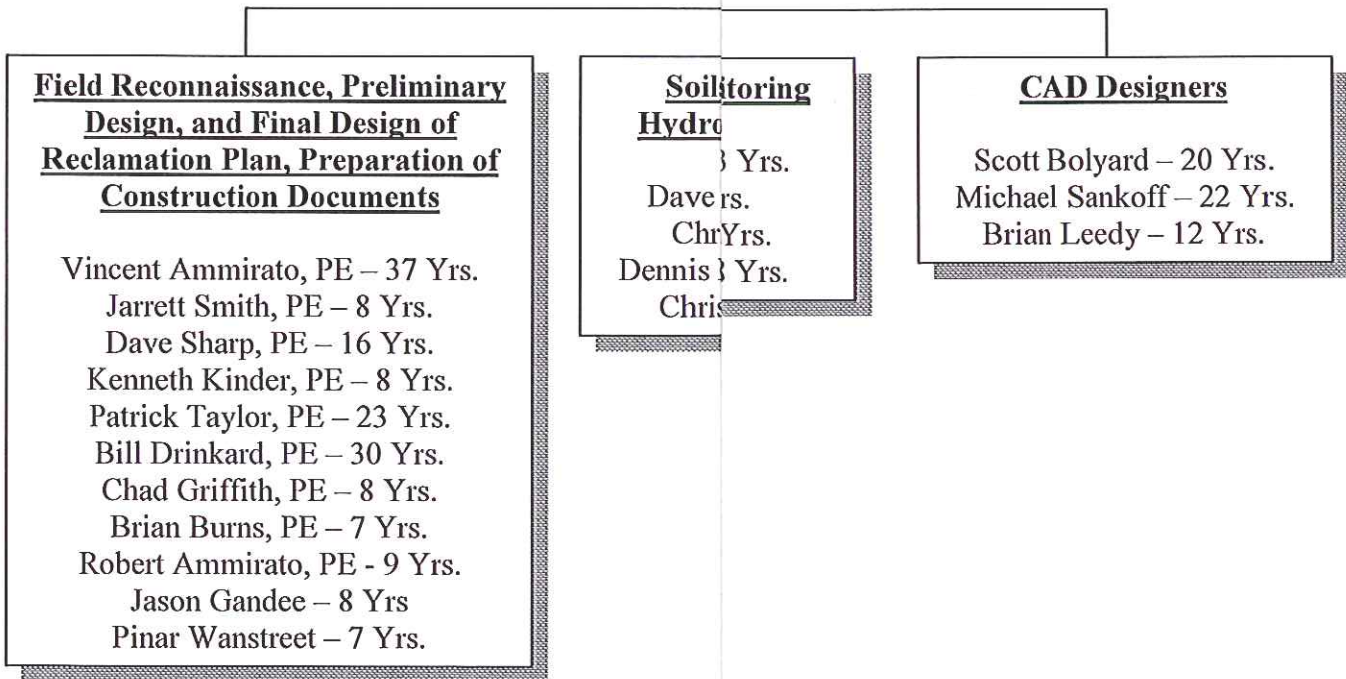 Field Reconnaissance, Preliminary
Design, and Final Design of
Reclamation Plan, Preparation of
Construction Documents
Vincent Ammirato, PE – 37 Yrs.
Jarrett Smith, PE – 8 Yrs.
Dave Sharp, PE – 16 Yrs.
Kenneth Kinder, PE – 8 Yrs.
Patrick Taylor, PE – 23 Yrs.
Bill Drinkard, PE – 30 Yrs.
Chad Griffith, PE – 8 Yrs.
Brian Burns, PE – 7 Yrs.
Robert Ammirato, PE - 9 Yrs.
Jason Gandee – 8 Yrs
Pinar Wanstreet – 7 Yrs.
Soil
Hydro
Yrs.
Dave
Yrs.
Dennis Yrs.
Chris
CAD Designers
Scott Bolyard – 20 Yrs.
Michael Sankoff – 22 Yrs.
Brian Leedy – 12 Yrs.